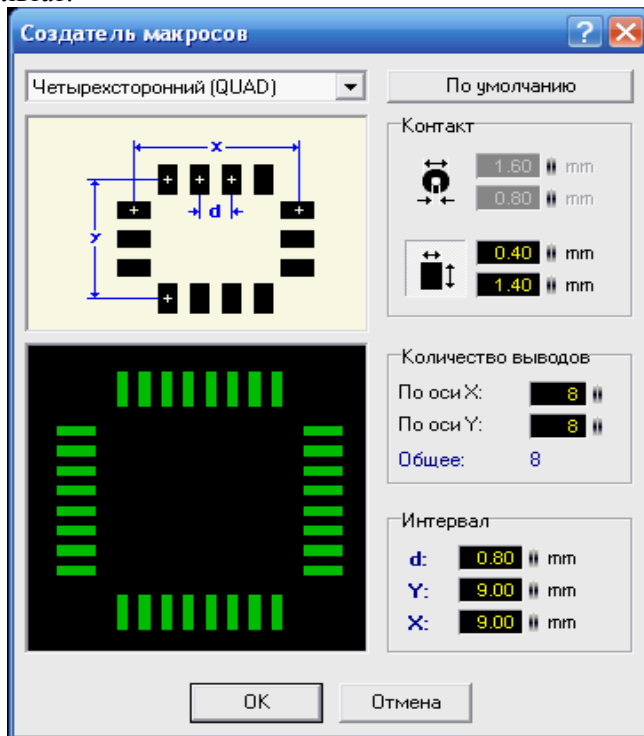 Создатель макросов
Четырехсторонний (QUAD)
По умолчанию
x
y
d
Контакт
1.60 mm
0.80 mm
0.40 mm
1.40 mm
Количество выводов
По оси X: 8
По оси Y: 8
Общее: 8
Интервал
d: 0.80 mm
Y: 9.00 mm
X: 9.00 mm
OK
Отмена